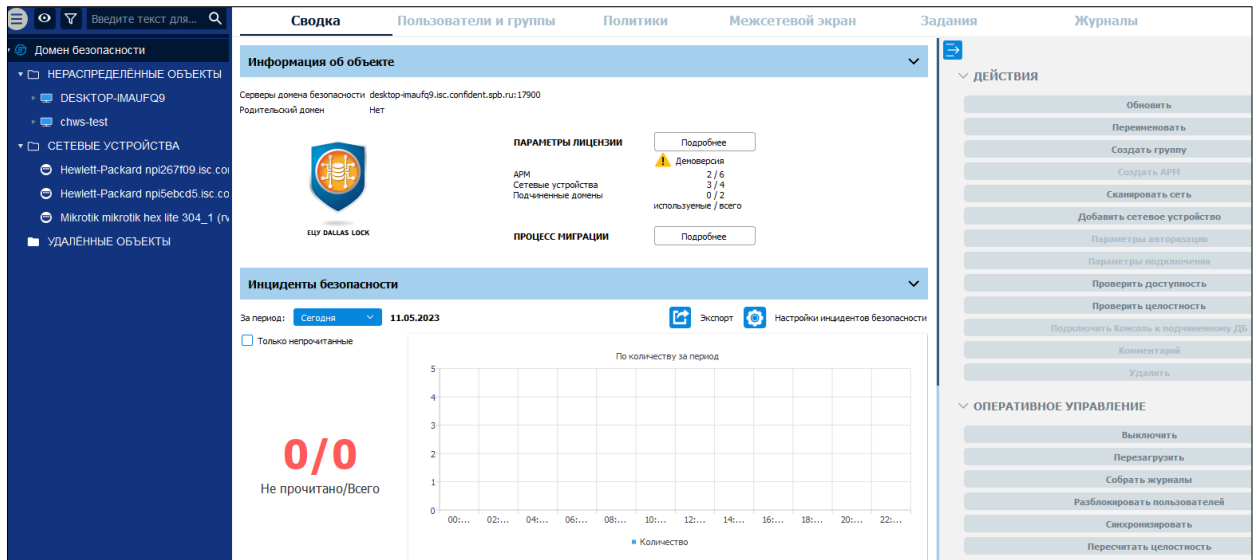 Введите текст для...
Домен безопасности
НЕРАСПРЕДЕЛЁННЫЕ ОБЪЕКТЫ
DESKTOP-IMAUFQ9
chws-test
СЕТЕВЫЕ УСТРОЙСТВА
Hewlett-Packard npi267f09.isc.co
Hewlett-Packard npi5ebcd5.isc.co
Mikrotik mikrotik hex lite 304_1 (rv
УДАЛЁННЫЕ ОБЪЕКТЫ
Сводка Пользователи и группы Политики Межсетевой экран Задания Журналы
Информация об объекте
Серверы домена безопасности desktop-imaufq9.isc.confident.spb.ru:17900
Родительский домен Нет
ЕЦУ DALLAS LOCK
ПАРАМЕТРЫ ЛИЦЕНЗИИ Подробнее
Демоверсия
АРМ 2 / 6
Сетевые устройства 3 / 4
Подчиненные домены 0 / 2
используемые / всего
ПРОЦЕСС МИГРАЦИИ Подробнее
Инциденты безопасности
За период: Сегодня 11.05.2023 Экспорт Настройки инцидентов безопасности
Только непрочитанные
0/0
Не прочитано/Всего
По количеству за период
5
4
3
2
1
0
00:... 02:... 04:... 06:... 08:... 10:... 12:... 14:... 16:... 18:... 20:... 22:...
Количество
ДЕЙСТВИЯ
Обновить
Переименовать
Создать группу
Создать АРМ
Сканировать сеть
Добавить сетевое устройство
Параметры авторизации
Параметры подключения
Проверить доступность
Проверить целостность
Подключить Консоль к подчиненному ДБ
Комментарий
Удалить
ОПЕРАТИВНОЕ УПРАВЛЕНИЕ
Выключить
Перезагрузить
Собрать журналы
Разблокировать пользователей
Синхронизировать
Пересчитать целостность